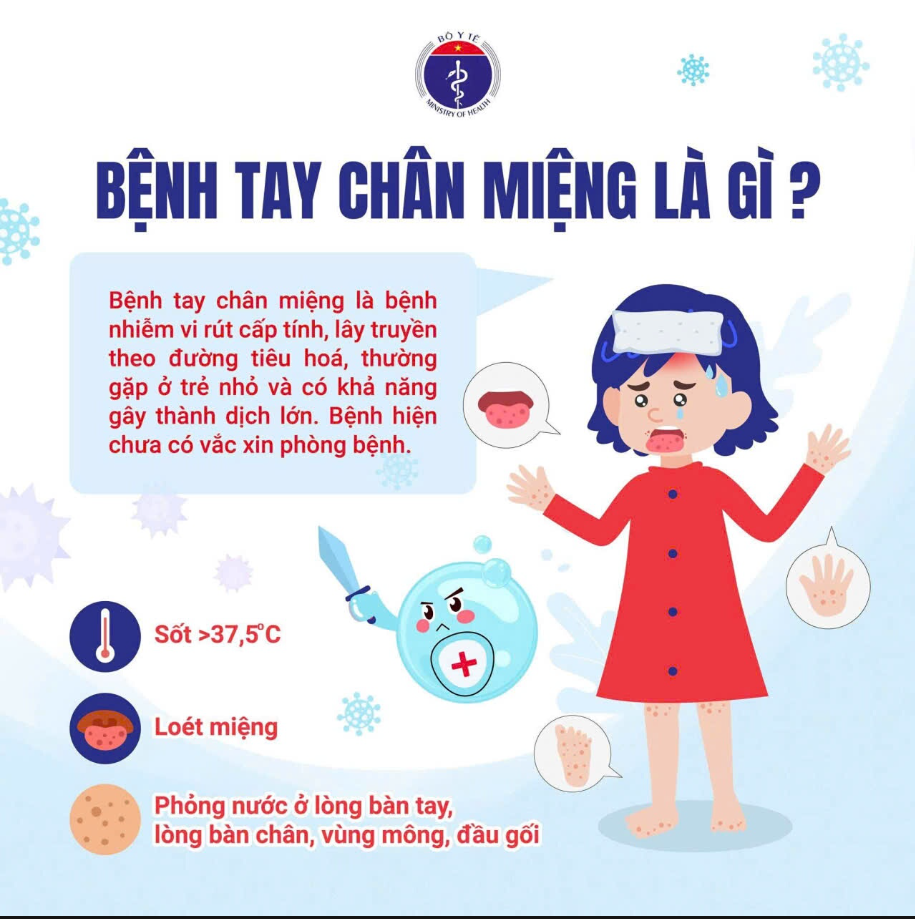 BỘ Y TẾ
MINISTRY OF HEALTH
BỆNH TAY CHÂN MIỆNG LÀ GÌ ?
Bệnh tay chân miệng là bệnh
nhiễm vi rút cấp tính, lây truyền
theo đường tiêu hoá, thường
gặp ở trẻ nhỏ và có khả năng
gây thành dịch lớn. Bệnh hiện
chưa có vắc xin phòng bệnh.
Sốt >37,5°C
Loét miệng
Phỏng nước ở lòng bàn tay,
lòng bàn chân, vùng mông, đầu gối